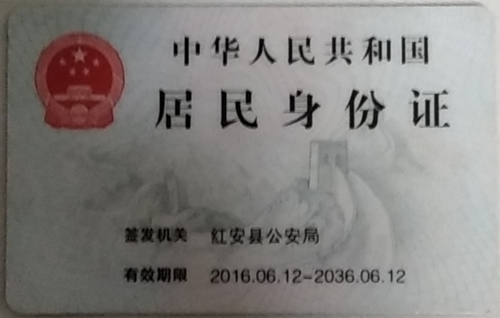 中华人民共和国
居民身份证
签发机关 红安县公安局
有效期限 2016.06.12-2036.06.12